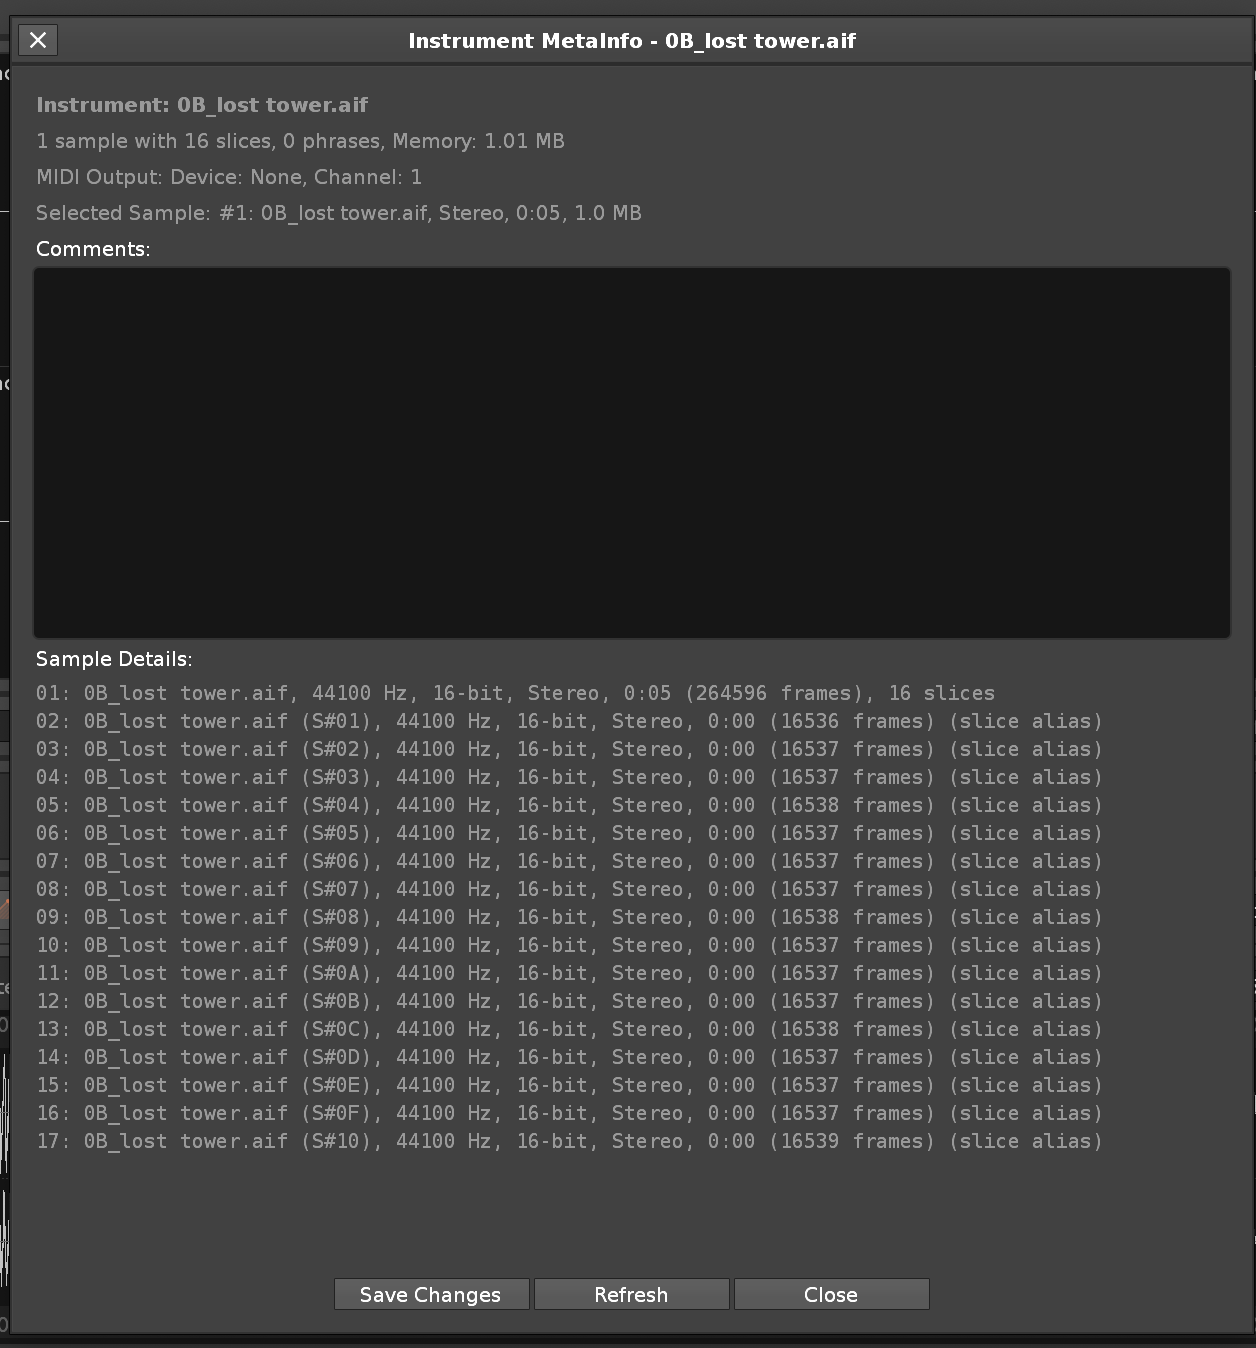 Instrument MetaInfo - 0B_lost tower.aif
Instrument: 0B_lost tower.aif
1 sample with 16 slices, 0 phrases, Memory: 1.01 MB
MIDI Output: Device: None, Channel: 1
Selected Sample: #1: 0B_lost tower.aif, Stereo, 0:05, 1.0 MB
Comments:
Sample Details:
01: 0B_lost tower.aif, 44100 Hz, 16-bit, Stereo, 0:05 (264596 frames), 16 slices
02: 0B_lost tower.aif (S#01), 44100 Hz, 16-bit, Stereo, 0:00 (16536 frames) (slice alias)
03: 0B_lost tower.aif (S#02), 44100 Hz, 16-bit, Stereo, 0:00 (16537 frames) (slice alias)
04: 0B_lost tower.aif (S#03), 44100 Hz, 16-bit, Stereo, 0:00 (16537 frames) (slice alias)
05: 0B_lost tower.aif (S#04), 44100 Hz, 16-bit, Stereo, 0:00 (16538 frames) (slice alias)
06: 0B_lost tower.aif (S#05), 44100 Hz, 16-bit, Stereo, 0:00 (16537 frames) (slice alias)
07: 0B_lost tower.aif (S#06), 44100 Hz, 16-bit, Stereo, 0:00 (16537 frames) (slice alias)
08: 0B_lost tower.aif (S#07), 44100 Hz, 16-bit, Stereo, 0:00 (16537 frames) (slice alias)
09: 0B_lost tower.aif (S#08), 44100 Hz, 16-bit, Stereo, 0:00 (16538 frames) (slice alias)
10: 0B_lost tower.aif (S#09), 44100 Hz, 16-bit, Stereo, 0:00 (16537 frames) (slice alias)
11: 0B_lost tower.aif (S#0A), 44100 Hz, 16-bit, Stereo, 0:00 (16537 frames) (slice alias)
12: 0B_lost tower.aif (S#0B), 44100 Hz, 16-bit, Stereo, 0:00 (16537 frames) (slice alias)
13: 0B_lost tower.aif (S#0C), 44100 Hz, 16-bit, Stereo, 0:00 (16538 frames) (slice alias)
14: 0B_lost tower.aif (S#0D), 44100 Hz, 16-bit, Stereo, 0:00 (16537 frames) (slice alias)
15: 0B_lost tower.aif (S#0E), 44100 Hz, 16-bit, Stereo, 0:00 (16537 frames) (slice alias)
16: 0B_lost tower.aif (S#0F), 44100 Hz, 16-bit, Stereo, 0:00 (16537 frames) (slice alias)
17: 0B_lost tower.aif (S#10), 44100 Hz, 16-bit, Stereo, 0:00 (16539 frames) (slice alias)
Save Changes
Refresh
Close